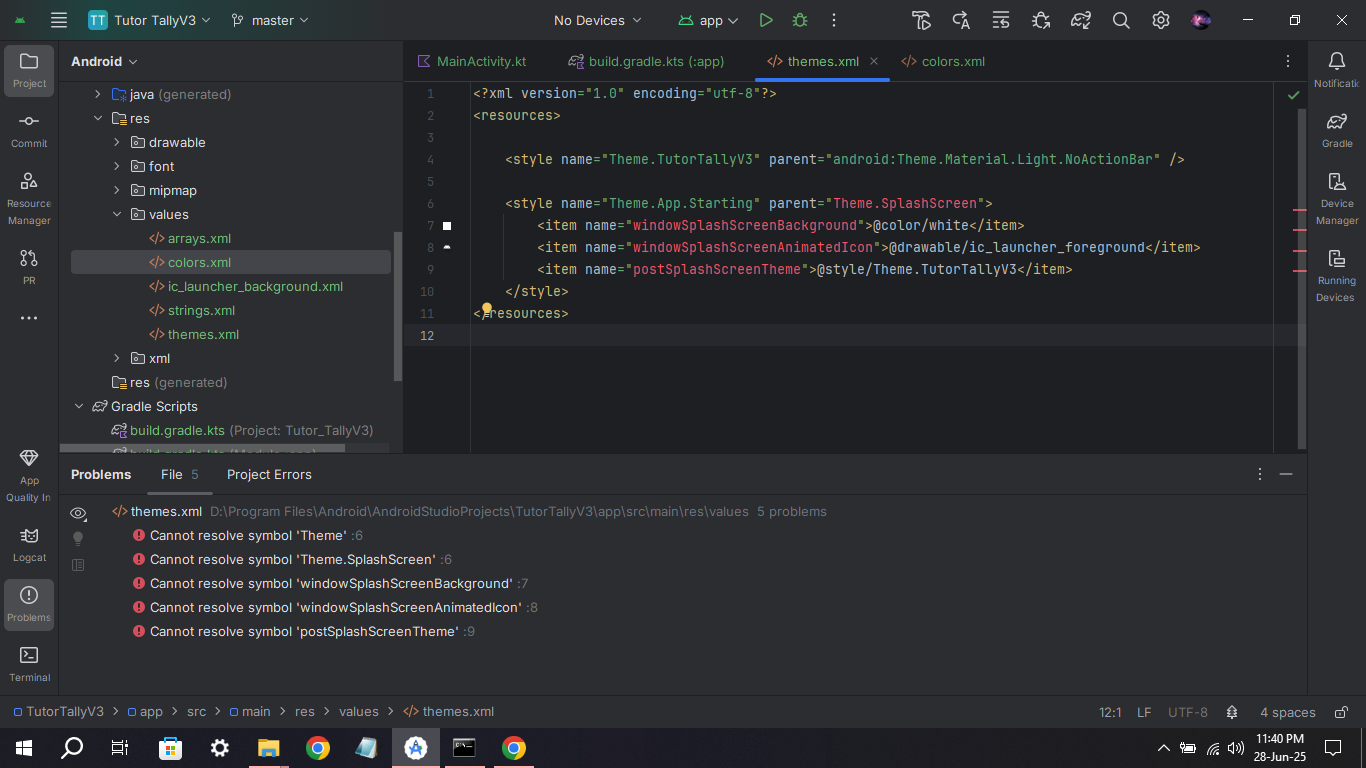 TT Tutor TallyV3 master No Devices app
Project
Commit
Resource
Manager
PR
App
Quality In
Logcat
Problems
Terminal
Android
java (generated)
res
drawable
font
mipmap
values
arrays.xml
colors.xml
ic_launcher_background.xml
strings.xml
themes.xml
xml
res (generated)
Gradle Scripts
build.gradle.kts (Project: Tutor_TallyV3)
MainActivity.kt build.gradle.kts (:app) themes.xml colors.xml
1 <?xml version="1.0" encoding="utf-8"?>
2 <resources>
3
4 <style name="Theme.TutorTallyV3" parent="android:Theme.Material.Light.NoActionBar" />
5
6 <style name="Theme.App.Starting" parent="Theme.SplashScreen">
7 <item name="windowSplashScreenBackground">@color/white</item>
8 <item name="windowSplashScreenAnimatedIcon">@drawable/ic_launcher_foreground</item>
9 <item name="postSplashScreenTheme">@style/Theme.TutorTallyV3</item>
10 </style>
11 </resources>
12
Notificatic
Gradle
Device
Manager
Running
Devices
Problems File 5 Project Errors
themes.xml D:\Program Files\Android\AndroidStudioProjects\TutorTallyV3\app\src\main\res\values 5 problems
Cannot resolve symbol 'Theme' :6
Cannot resolve symbol 'Theme.SplashScreen' :6
Cannot resolve symbol 'windowSplashScreenBackground' :7
Cannot resolve symbol 'windowSplashScreenAnimatedIcon' :8
Cannot resolve symbol 'postSplashScreenTheme' :9
TutorTallyV3 > app > src > main > res > values > themes.xml 12:1 LF UTF-8 4 spaces
11:40 PM
28-Jun-25